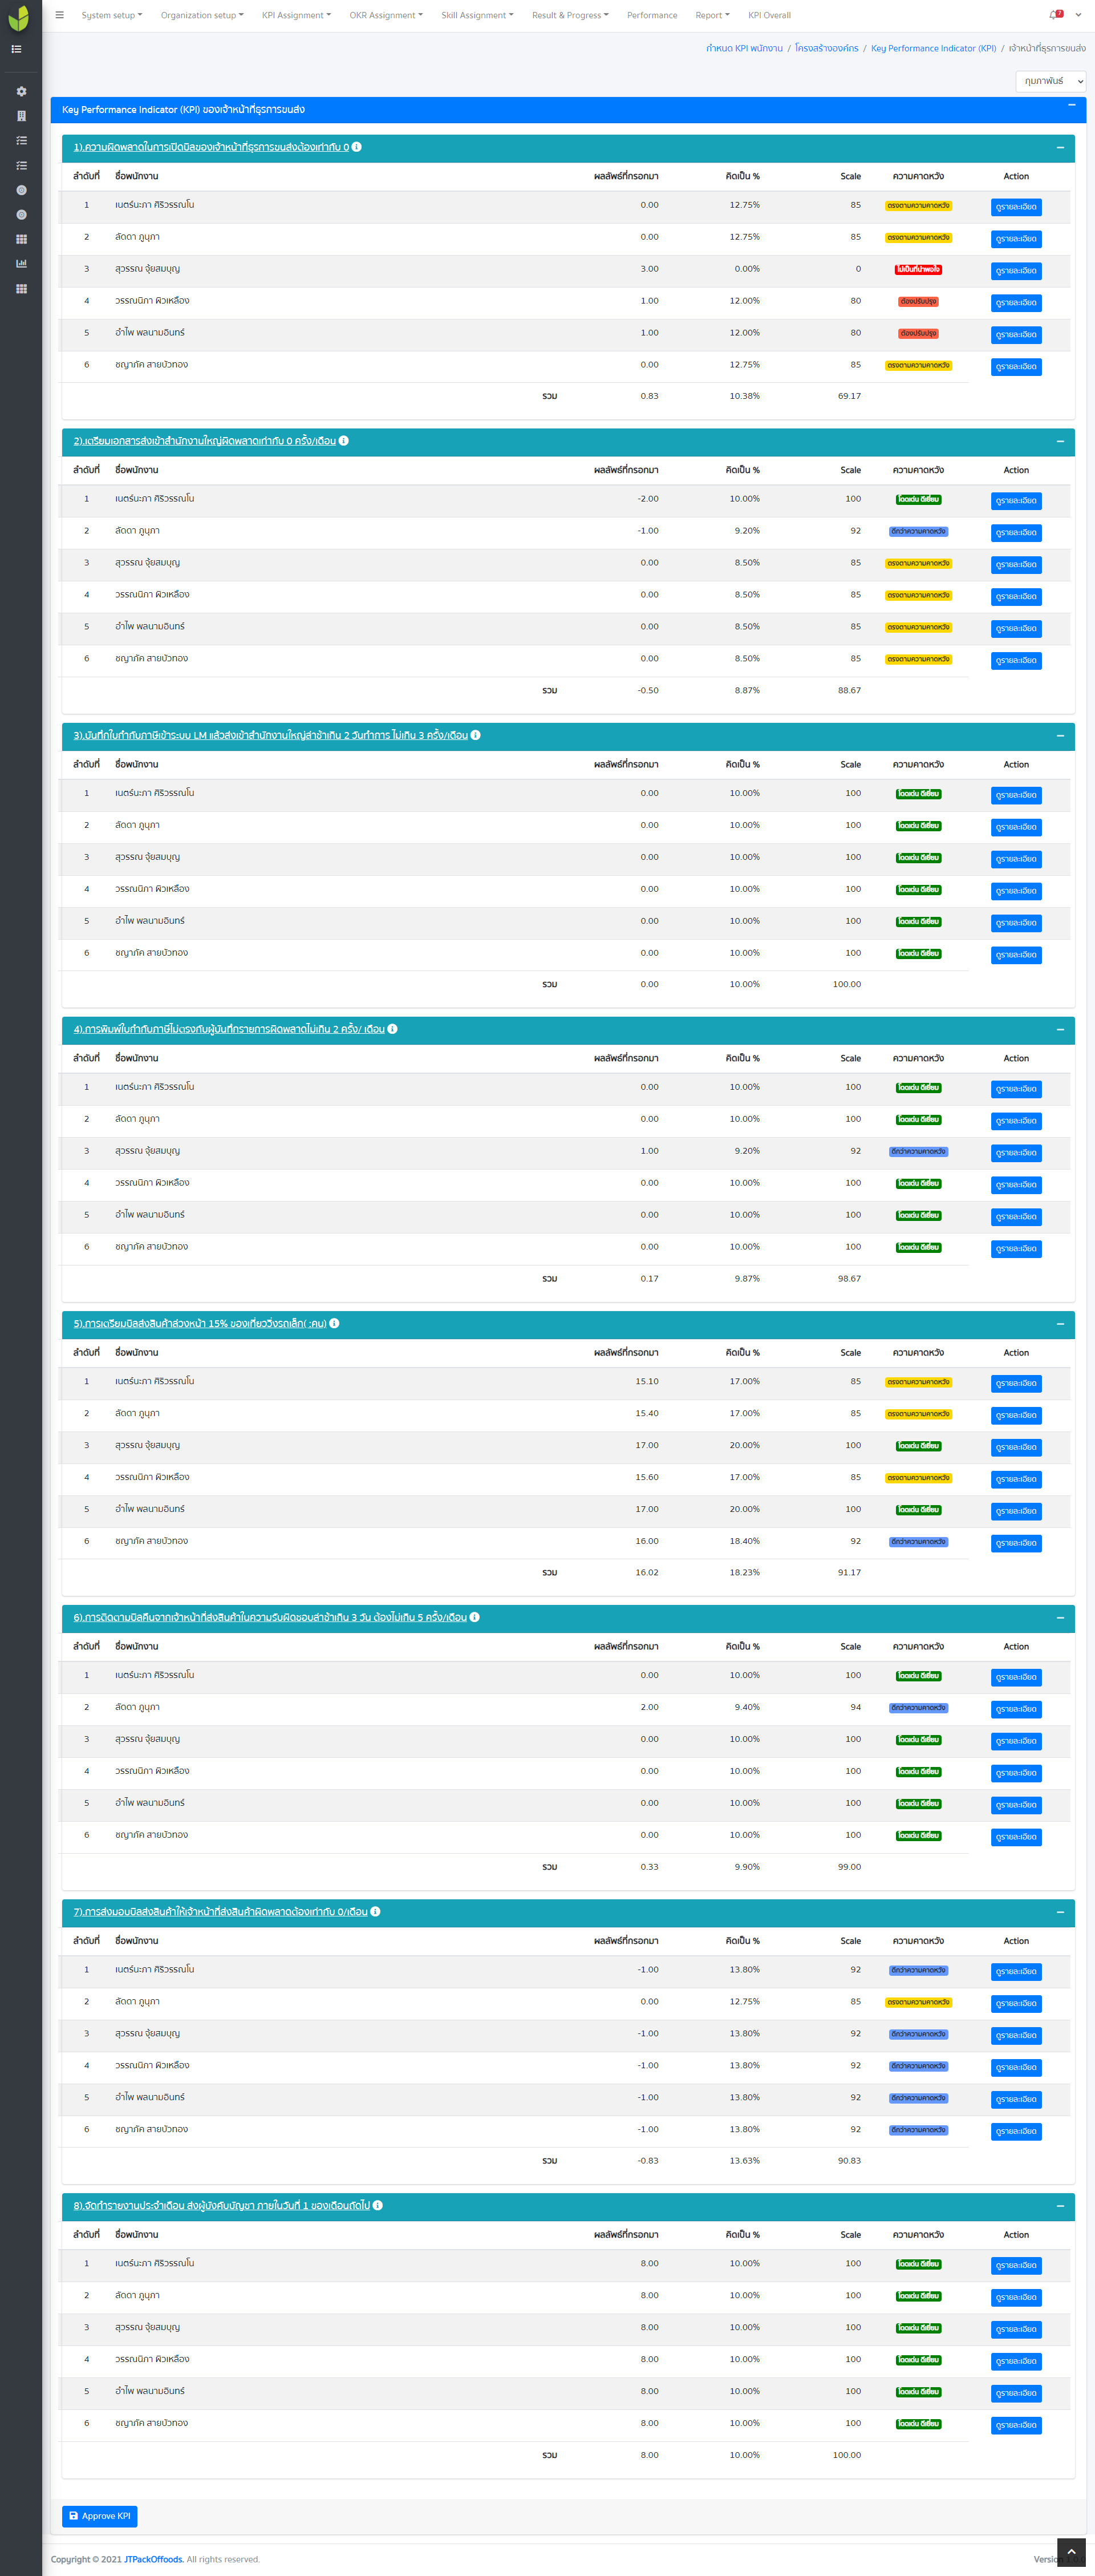 System setup Organization setup KPI Assignment OKR Assignment Skill Assignment Result & Progress Performance Report KPI Overall 7
กำหนด KPI พนักงาน / โครงสร้างองค์กร / Key Performance Indicator (KPI) / เจ้าหน้าที่ธุรการขนส่ง
กุมภาพันธ์
Key Performance Indicator (KPI) ของเจ้าหน้าที่ธุรการขนส่ง
1).ความผิดพลาดในการเปิดบิลของเจ้าหน้าที่ธุรการขนส่งต้องเท่ากับ 0
ลำดับที่ ชื่อพนักงาน ผลลัพธ์ที่กรอกมา คิดเป็น % Scale ความคาดหวัง Action
1 เนตร์นะภา ศิริวรรณโน 0.00 12.75% 85 ตรงตามความคาดหวัง ดูรายละเอียด
2 ลัดดา ภูนุภา 0.00 12.75% 85 ตรงตามความคาดหวัง ดูรายละเอียด
3 สุวรรณ จุ้ยสมบุญ 3.00 0.00% 0 ไม่เป็นที่น่าพอใจ ดูรายละเอียด
4 วรรณนิภา ผิวเหลือง 1.00 12.00% 80 ต้องปรับปรุง ดูรายละเอียด
5 อำไพ พลนามอินทร์ 1.00 12.00% 80 ต้องปรับปรุง ดูรายละเอียด
6 ชญาภัค สายบัวทอง 0.00 12.75% 85 ตรงตามความคาดหวัง ดูรายละเอียด
รวม 0.83 10.38% 69.17
2).เตรียมเอกสารส่งเข้าสำนักงานใหญ่ผิดพลาดเท่ากับ 0 ครั้ง/เดือน
ลำดับที่ ชื่อพนักงาน ผลลัพธ์ที่กรอกมา คิดเป็น % Scale ความคาดหวัง Action
1 เนตร์นะภา ศิริวรรณโน -2.00 10.00% 100 โดดเด่น ดีเยี่ยม ดูรายละเอียด
2 ลัดดา ภูนุภา -1.00 9.20% 92 ดีกว่าความคาดหวัง ดูรายละเอียด
3 สุวรรณ จุ้ยสมบุญ 0.00 8.50% 85 ตรงตามความคาดหวัง ดูรายละเอียด
4 วรรณนิภา ผิวเหลือง 0.00 8.50% 85 ตรงตามความคาดหวัง ดูรายละเอียด
5 อำไพ พลนามอินทร์ 0.00 8.50% 85 ตรงตามความคาดหวัง ดูรายละเอียด
6 ชญาภัค สายบัวทอง 0.00 8.50% 85 ตรงตามความคาดหวัง ดูรายละเอียด
รวม -0.50 8.87% 88.67
3).บันทึกใบกำกับภาษีเข้าระบบ LM แล้วส่งเข้าสำนักงานใหญ่ล่าช้าเกิน 2 วันทำการ ไม่เกิน 3 ครั้ง/เดือน
ลำดับที่ ชื่อพนักงาน ผลลัพธ์ที่กรอกมา คิดเป็น % Scale ความคาดหวัง Action
1 เนตร์นะภา ศิริวรรณโน 0.00 10.00% 100 โดดเด่น ดีเยี่ยม ดูรายละเอียด
2 ลัดดา ภูนุภา 0.00 10.00% 100 โดดเด่น ดีเยี่ยม ดูรายละเอียด
3 สุวรรณ จุ้ยสมบุญ 0.00 10.00% 100 โดดเด่น ดีเยี่ยม ดูรายละเอียด
4 วรรณนิภา ผิวเหลือง 0.00 10.00% 100 โดดเด่น ดีเยี่ยม ดูรายละเอียด
5 อำไพ พลนามอินทร์ 0.00 10.00% 100 โดดเด่น ดีเยี่ยม ดูรายละเอียด
6 ชญาภัค สายบัวทอง 0.00 10.00% 100 โดดเด่น ดีเยี่ยม ดูรายละเอียด
รวม 0.00 10.00% 100.00
4).การพิมพ์ใบกำกับภาษีไม่ตรงกับผู้บันทึกรายการผิดพลาดไม่เกิน 2 ครั้ง/ เดือน
ลำดับที่ ชื่อพนักงาน ผลลัพธ์ที่กรอกมา คิดเป็น % Scale ความคาดหวัง Action
1 เนตร์นะภา ศิริวรรณโน 0.00 10.00% 100 โดดเด่น ดีเยี่ยม ดูรายละเอียด
2 ลัดดา ภูนุภา 0.00 10.00% 100 โดดเด่น ดีเยี่ยม ดูรายละเอียด
3 สุวรรณ จุ้ยสมบุญ 1.00 9.20% 92 ดีกว่าความคาดหวัง ดูรายละเอียด
4 วรรณนิภา ผิวเหลือง 0.00 10.00% 100 โดดเด่น ดีเยี่ยม ดูรายละเอียด
5 อำไพ พลนามอินทร์ 0.00 10.00% 100 โดดเด่น ดีเยี่ยม ดูรายละเอียด
6 ชญาภัค สายบัวทอง 0.00 10.00% 100 โดดเด่น ดีเยี่ยม ดูรายละเอียด
รวม 0.17 9.87% 98.67
5).การเตรียมบิลส่งสินค้าล่วงหน้า 15% ของเที่ยววิ่งรถเล็ก( :คน)
ลำดับที่ ชื่อพนักงาน ผลลัพธ์ที่กรอกมา คิดเป็น % Scale ความคาดหวัง Action
1 เนตร์นะภา ศิริวรรณโน 15.10 17.00% 85 ตรงตามความคาดหวัง ดูรายละเอียด
2 ลัดดา ภูนุภา 15.40 17.00% 85 ตรงตามความคาดหวัง ดูรายละเอียด
3 สุวรรณ จุ้ยสมบุญ 17.00 20.00% 100 โดดเด่น ดีเยี่ยม ดูรายละเอียด
4 วรรณนิภา ผิวเหลือง 15.60 17.00% 85 ตรงตามความคาดหวัง ดูรายละเอียด
5 อำไพ พลนามอินทร์ 17.00 20.00% 100 โดดเด่น ดีเยี่ยม ดูรายละเอียด
6 ชญาภัค สายบัวทอง 16.00 18.40% 92 ดีกว่าความคาดหวัง ดูรายละเอียด
รวม 16.02 18.23% 91.17
6).การติดตามบิลคืนจากเจ้าหน้าที่ส่งสินค้าในความรับผิดชอบล่าช้าเกิน 3 วัน ต้องไม่เกิน 5 ครั้ง/เดือน
ลำดับที่ ชื่อพนักงาน ผลลัพธ์ที่กรอกมา คิดเป็น % Scale ความคาดหวัง Action
1 เนตร์นะภา ศิริวรรณโน 0.00 10.00% 100 โดดเด่น ดีเยี่ยม ดูรายละเอียด
2 ลัดดา ภูนุภา 2.00 9.40% 94 ดีกว่าความคาดหวัง ดูรายละเอียด
3 สุวรรณ จุ้ยสมบุญ 0.00 10.00% 100 โดดเด่น ดีเยี่ยม ดูรายละเอียด
4 วรรณนิภา ผิวเหลือง 0.00 10.00% 100 โดดเด่น ดีเยี่ยม ดูรายละเอียด
5 อำไพ พลนามอินทร์ 0.00 10.00% 100 โดดเด่น ดีเยี่ยม ดูรายละเอียด
6 ชญาภัค สายบัวทอง 0.00 10.00% 100 โดดเด่น ดีเยี่ยม ดูรายละเอียด
รวม 0.33 9.90% 99.00
7).การส่งมอบบิลส่งสินค้าให้เจ้าหน้าที่ส่งสินค้าผิดพลาดต้องเท่ากับ 0/เดือน
ลำดับที่ ชื่อพนักงาน ผลลัพธ์ที่กรอกมา คิดเป็น % Scale ความคาดหวัง Action
1 เนตร์นะภา ศิริวรรณโน -1.00 13.80% 92 ดีกว่าความคาดหวัง ดูรายละเอียด
2 ลัดดา ภูนุภา 0.00 12.75% 85 ตรงตามความคาดหวัง ดูรายละเอียด
3 สุวรรณ จุ้ยสมบุญ -1.00 13.80% 92 ดีกว่าความคาดหวัง ดูรายละเอียด
4 วรรณนิภา ผิวเหลือง -1.00 13.80% 92 ดีกว่าความคาดหวัง ดูรายละเอียด
5 อำไพ พลนามอินทร์ -1.00 13.80% 92 ดีกว่าความคาดหวัง ดูรายละเอียด
6 ชญาภัค สายบัวทอง -1.00 13.80% 92 ดีกว่าความคาดหวัง ดูรายละเอียด
รวม -0.83 13.63% 90.83
8).จัดทำรายงานประจำเดือน ส่งผู้บังคับบัญชา ภายในวันที่ 1 ของเดือนถัดไป
ลำดับที่ ชื่อพนักงาน ผลลัพธ์ที่กรอกมา คิดเป็น % Scale ความคาดหวัง Action
1 เนตร์นะภา ศิริวรรณโน 8.00 10.00% 100 โดดเด่น ดีเยี่ยม ดูรายละเอียด
2 ลัดดา ภูนุภา 8.00 10.00% 100 โดดเด่น ดีเยี่ยม ดูรายละเอียด
3 สุวรรณ จุ้ยสมบุญ 8.00 10.00% 100 โดดเด่น ดีเยี่ยม ดูรายละเอียด
4 วรรณนิภา ผิวเหลือง 8.00 10.00% 100 โดดเด่น ดีเยี่ยม ดูรายละเอียด
5 อำไพ พลนามอินทร์ 8.00 10.00% 100 โดดเด่น ดีเยี่ยม ดูรายละเอียด
6 ชญาภัค สายบัวทอง 8.00 10.00% 100 โดดเด่น ดีเยี่ยม ดูรายละเอียด
รวม 8.00 10.00% 100.00
Approve KPI
Copyright © 2021 JTPackOffoods. All rights reserved.